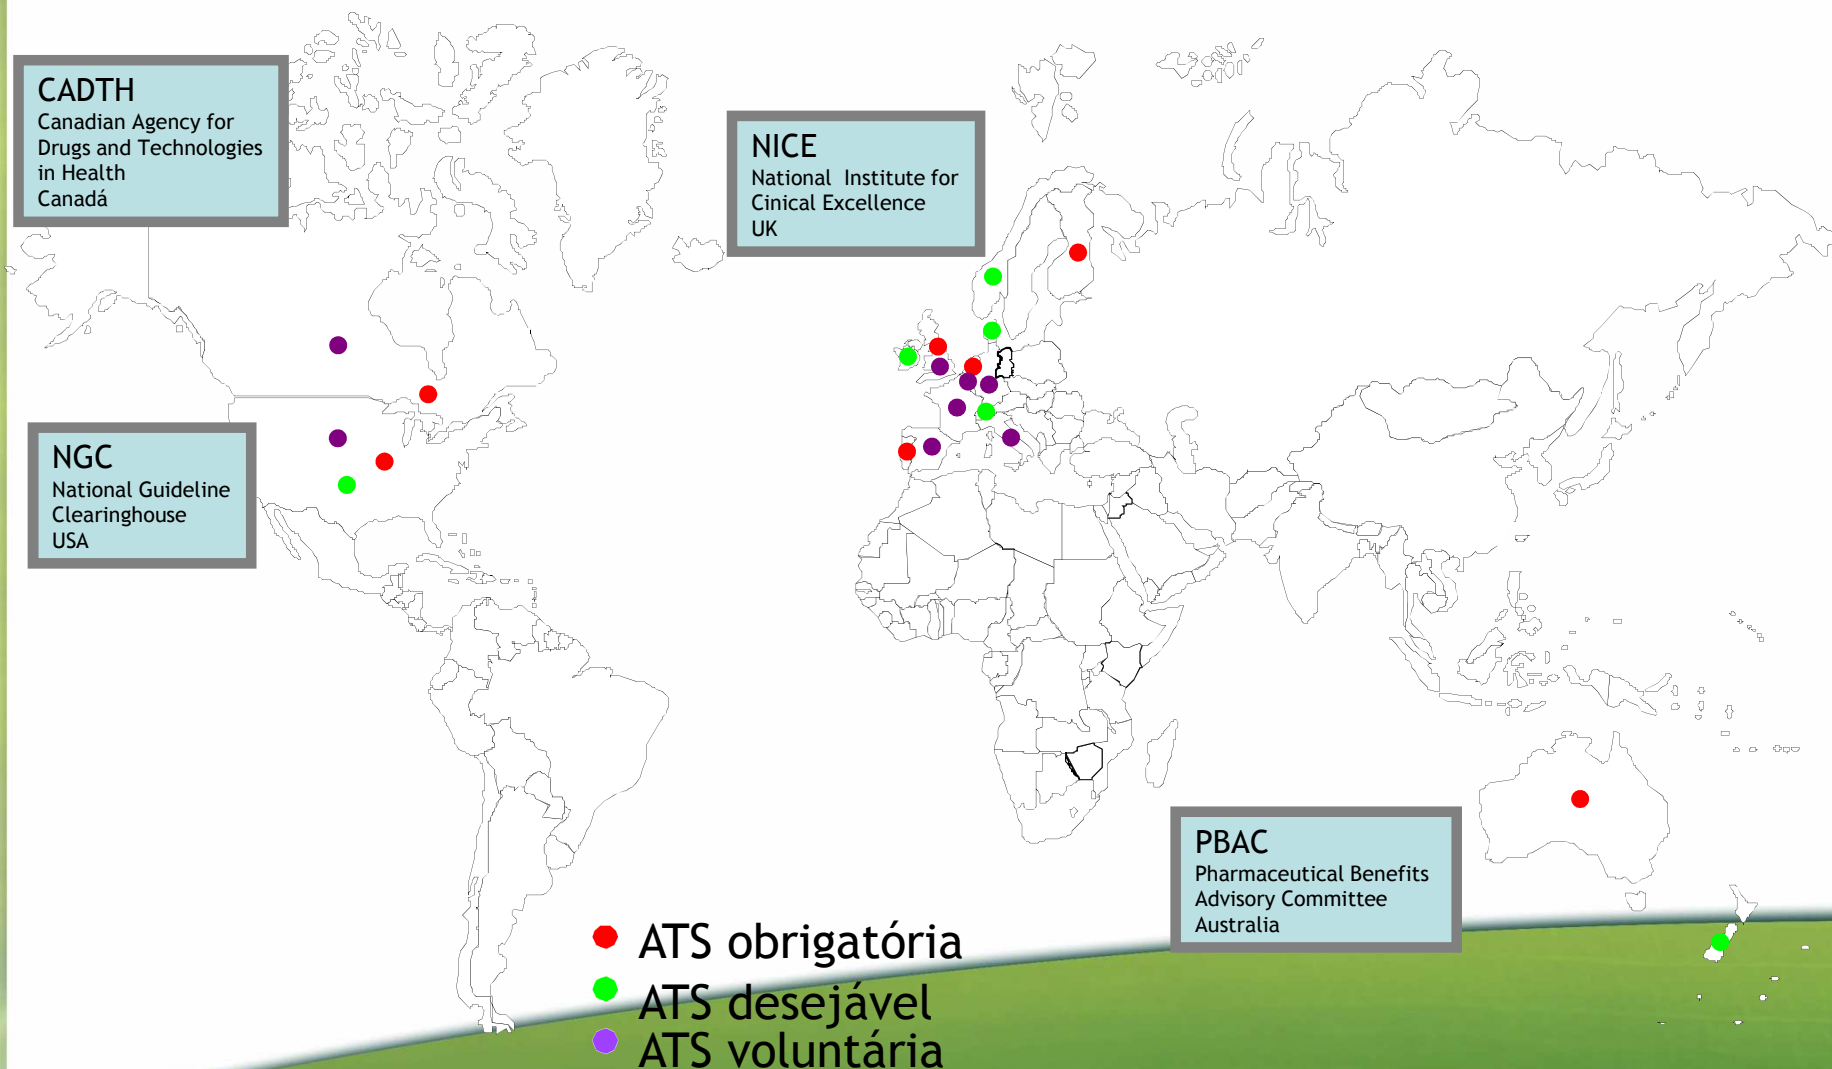 CADTH
Canadian Agency for
Drugs and Technologies
in Health
Canadá
NICE
National Institute for
Cinical Excellence
UK
NGC
National Guideline
Clearinghouse
USA
PBAC
Pharmaceutical Benefits
Advisory Committee
Australia
ATS obrigatória
ATS desejável
ATS voluntária